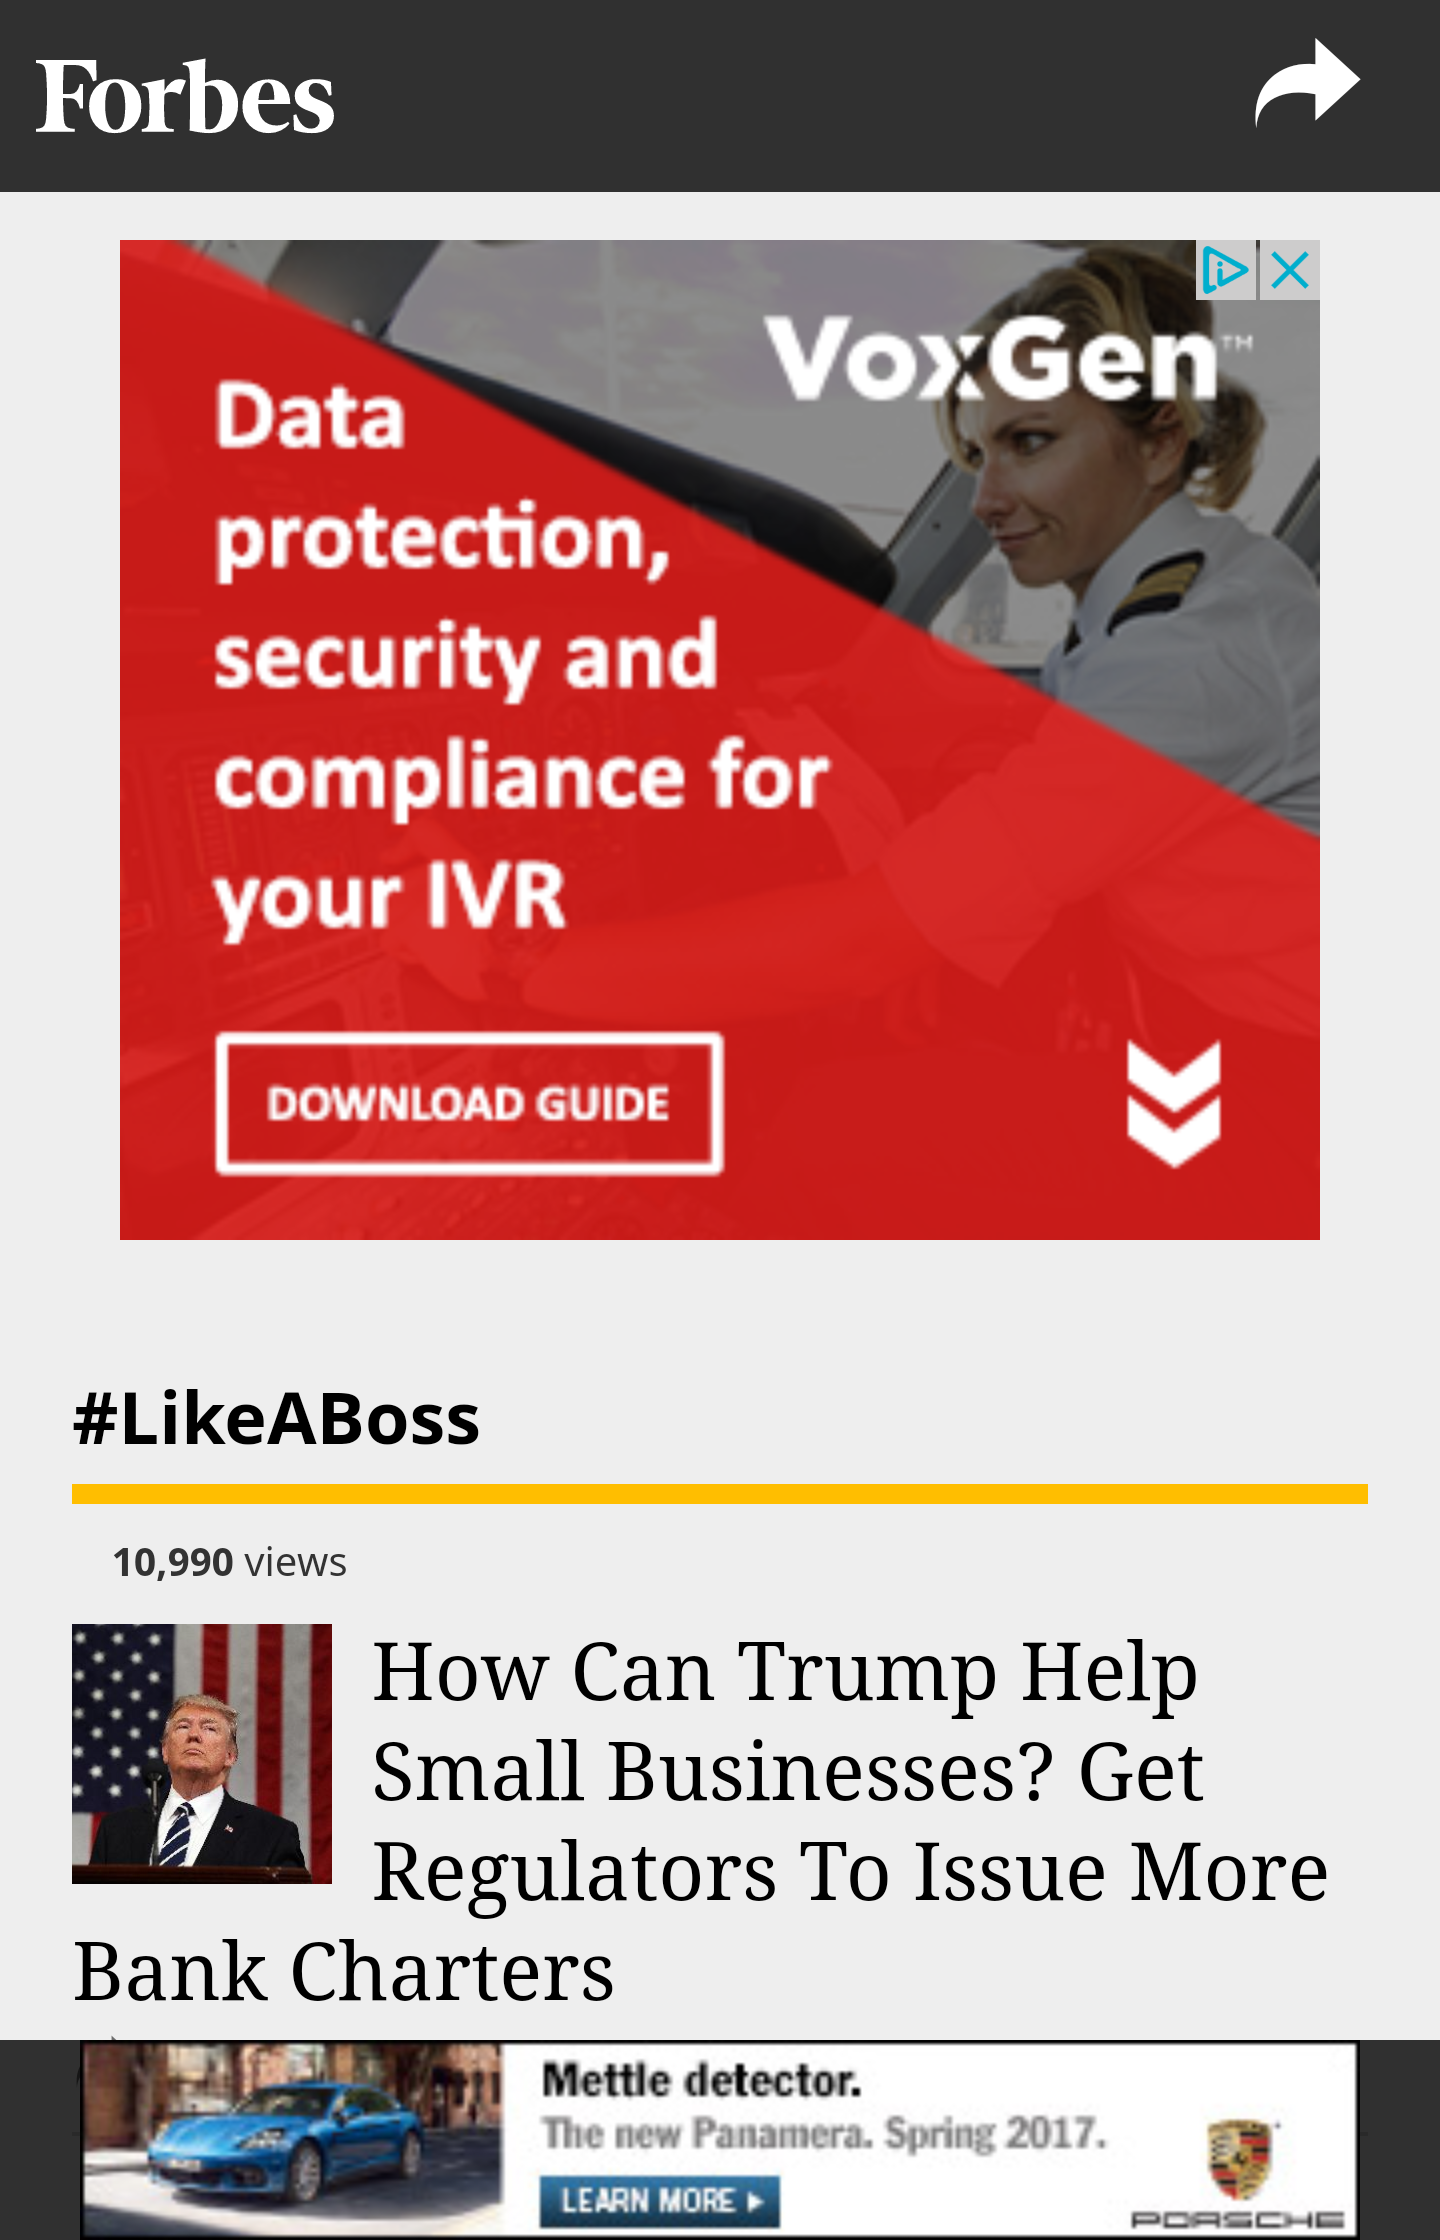 Forbes
VoxGen™
Data
protection,
security and
compliance for
your IVR
DOWNLOAD GUIDE
#LikeABoss
10,990 views
How Can Trump Help
Small Businesses? Get
Regulators To Issue More
Bank Charters
Mettle detector.
The new Panamera. Spring 2017.
LEARN MORE
PORSCHE